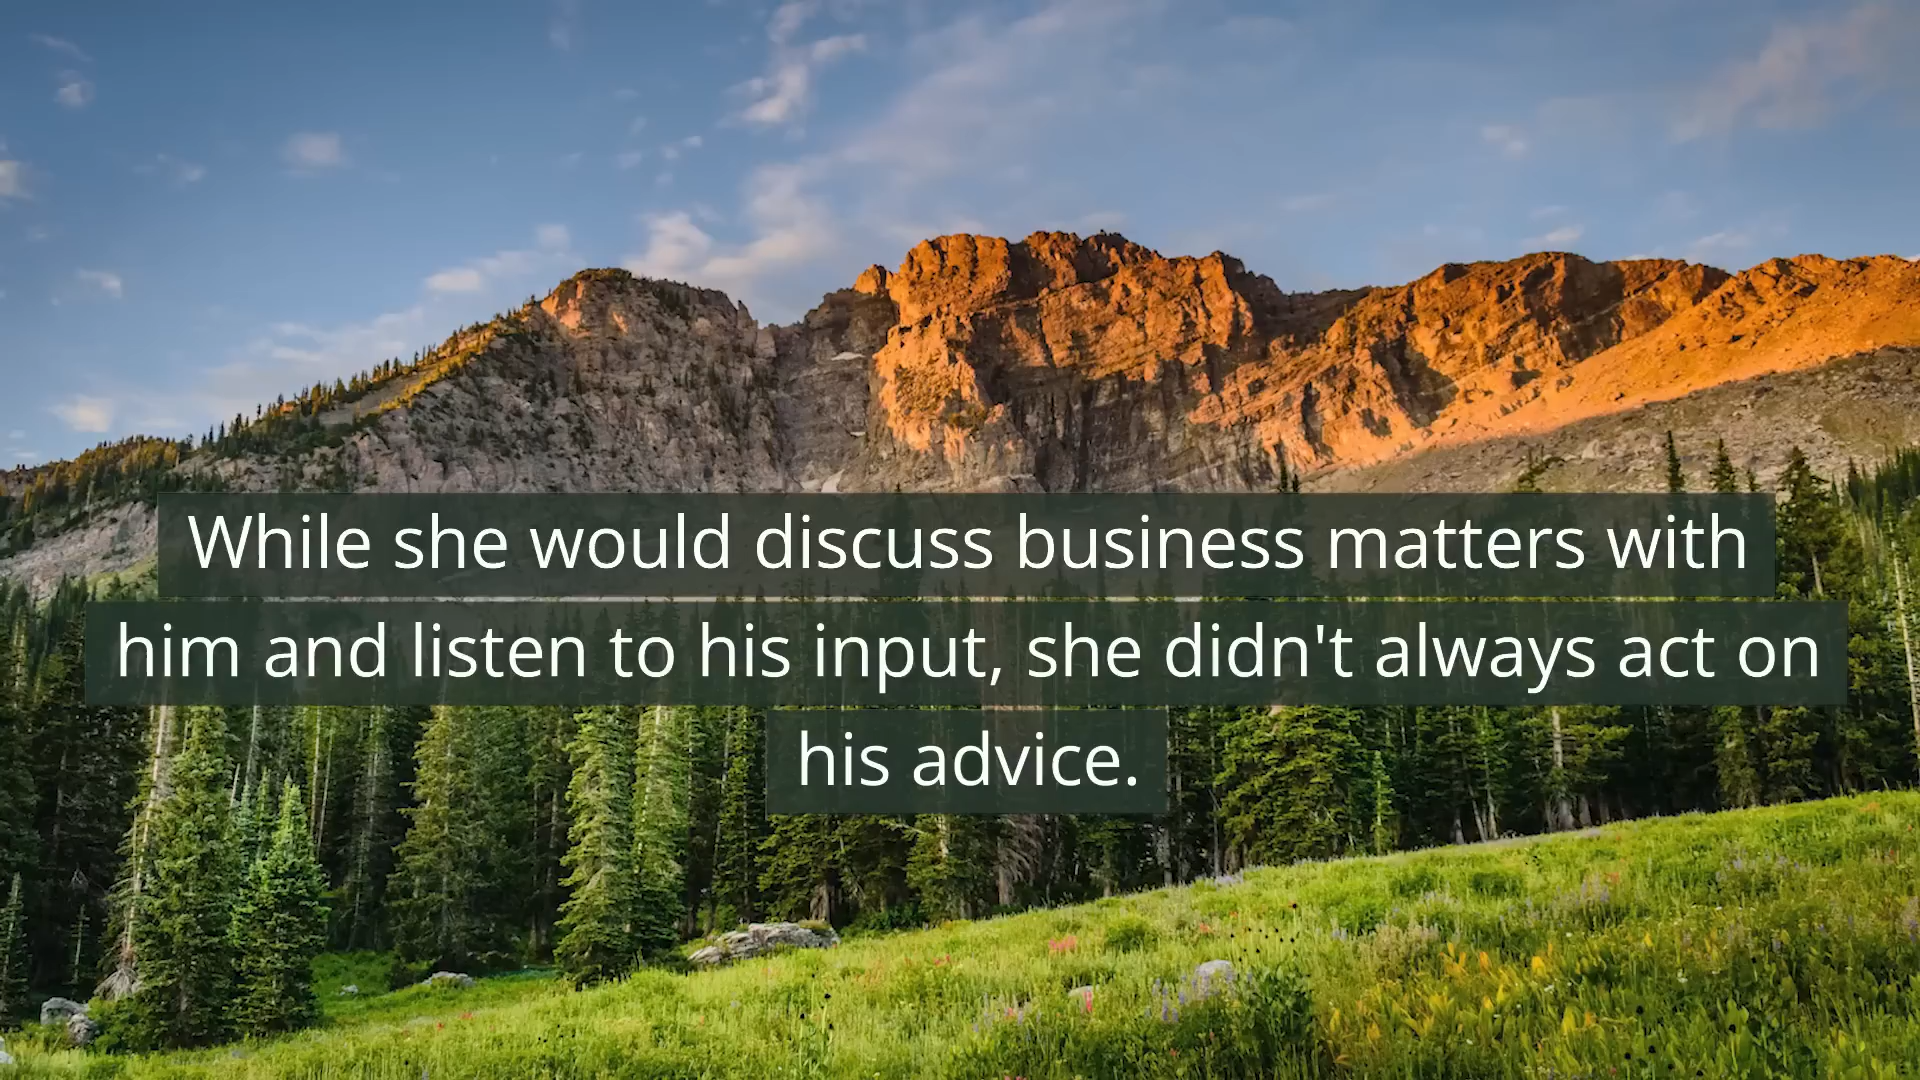 While she would discuss business matters with
him and listen to his input, she didn't always act on
his advice.